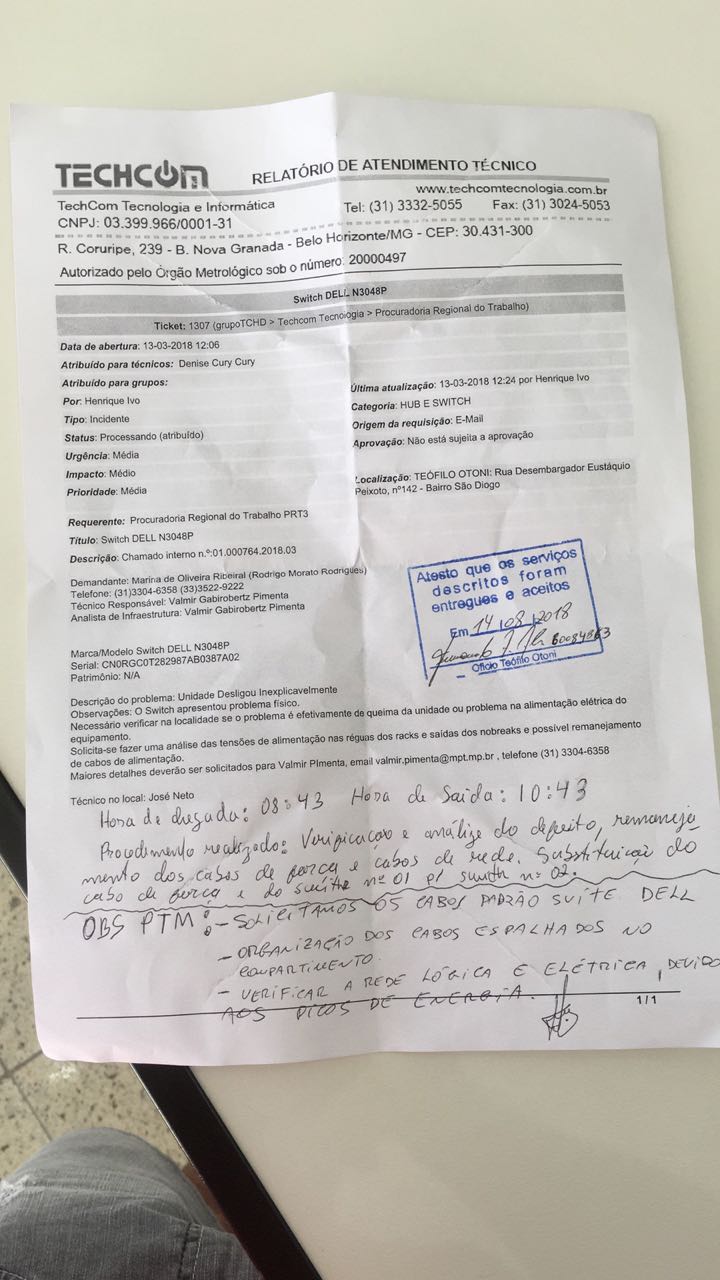 TECHCOM
RELATÓRIO DE ATENDIMENTO TÉCNICO
www.techcomtecnologia.com.br
TechCom Tecnologia e Informática
Tel: (31) 3332-5055 Fax: (31) 3024-5053
CNPJ: 03.399.966/0001-31
R. Coruripe, 239 - B. Nova Granada - Belo Horizonte/MG - CEP: 30.431-300
Autorizado pelo Órgão Metrológico sob o número: 20000497
Switch DELL N3048P
Ticket: 1307 (grupoTCHD > Techcom Tecnologia > Procuradoria Regional do Trabalho)
Data de abertura: 13-03-2018 12:06
Atribuído para técnicos: Denise Cury Cury
Atribuído para grupos:
Última atualização: 13-03-2018 12:24 por Henrique Ivo
Por: Henrique Ivo
Categoria: HUB E SWITCH
Tipo: Incidente
Origem da requisição: E-Mail
Status: Processando (atribuído)
Aprovação: Não está sujeita a aprovação
Urgência: Média
Impacto: Médio
Localização: TEÓFILO OTONI: Rua Desembargador Eustáquio
Peixoto, nº142 - Bairro São Diogo
Prioridade: Média
Requerente: Procuradoria Regional do Trabalho PRT3
Título: Switch DELL N3048P
Descrição: Chamado interno n.º:01.000764.2018.03
Demandante: Marina de Oliveira Ribeiral (Rodrigo Morato Rodrigues)
Telefone: (31)3304-6358 (33)3522-9222
Técnico Responsável: Valmir Gabirobertz Pimenta
Analista de Infraestrutura: Valmir Gabirobertz Pimenta
Atesto que os serviços
descritos foram
entregues e aceitos
Em 14/03/2018
Oficio Teófilo Otoni
Marca/Modelo Switch DELL N3048P
Serial: CN0RGC0T282987AB0387A02
Patrimônio: N/A
Descrição do problema: Unidade Desligou Inexplicavelmente
Observações: O Switch apresentou problema físico.
Necessário verificar na localidade se o problema é efetivamente de queima da unidade ou problema na alimentação elétrica do
equipamento.
Solicita-se fazer uma análise das tensões de alimentação nas réguas dos racks e saídas dos nobreaks e possível remanejamento
de cabos de alimentação.
Maiores detalhes deverão ser solicitados para Valmir PImenta, email valmir.pimenta@mpt.mp.br , telefone (31) 3304-6358
Técnico no local: José Neto
Hora de chegada: 08:43 Hora de Saída: 10:43
Procedimento realizado: Verificação e análize do defeito, remaneja
mento dos cabos de força e cabos de rede. Substituição do
cabo de força e do suithe nº 01 p/ suith nº 02.
OBS PTM: - SOLICITAMOS OS CABOS PADRÃO SUÍTE DELL
- ORGANIZAÇÃO DOS CABOS ESPALHADOS NO
COMPARTIMENTO.
- VERIFICAR A REDE LÓGICA E ELÉTRICA, DEVIDO
AOS PICOS DE ENERGIA.
1/1